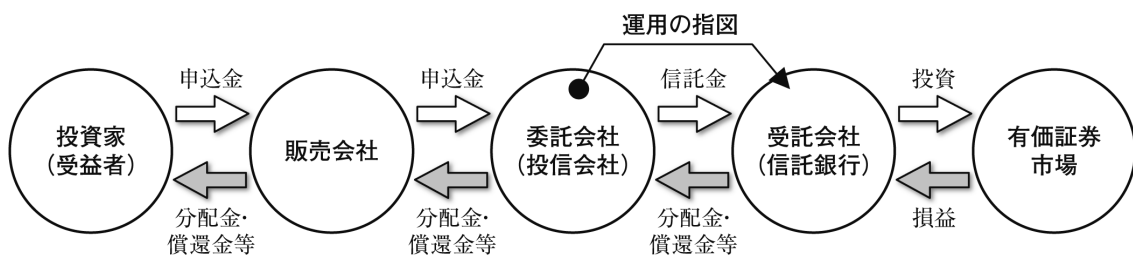 運用の指図
申込金
申込金
信託金
投資
投資家
（受益者）
販売会社
委託会社
（投信会社）
受託会社
（信託銀行）
有価証券
市場
分配金・
償還金等
分配金・
償還金等
分配金・
償還金等
損益